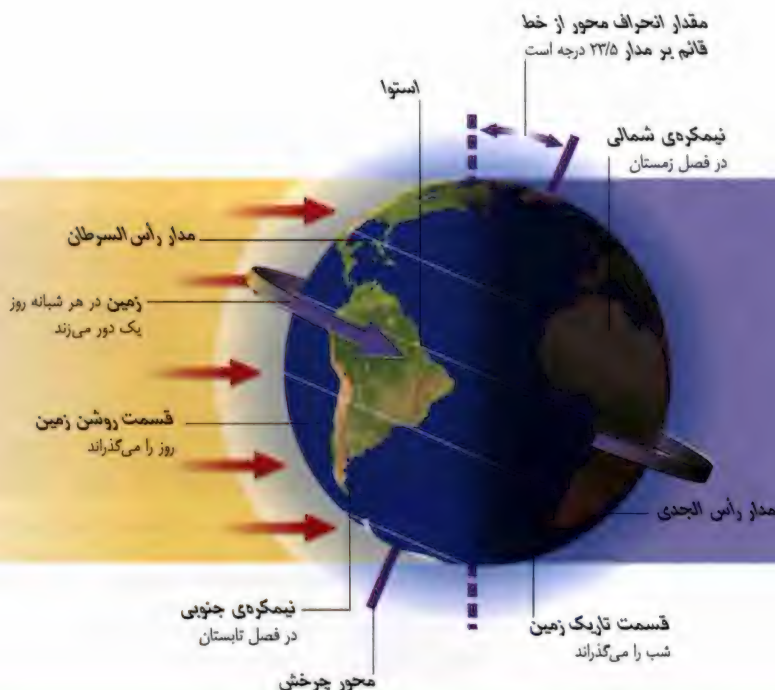 مقدار انحراف محور از خط
قائم بر مدار ۲۳/۵ درجه است
استوا
نیمکره‌ی شمالی
در فصل زمستان
مدار رأس السرطان
زمین در هر شبانه روز
یک دور می‌زند
قسمت روشن زمین
روز را می‌گذراند
مدار رأس الجدی
نیمکره‌ی جنوبی
در فصل تابستان
قسمت تاریک زمین
شب را می‌گذراند
محور چرخش